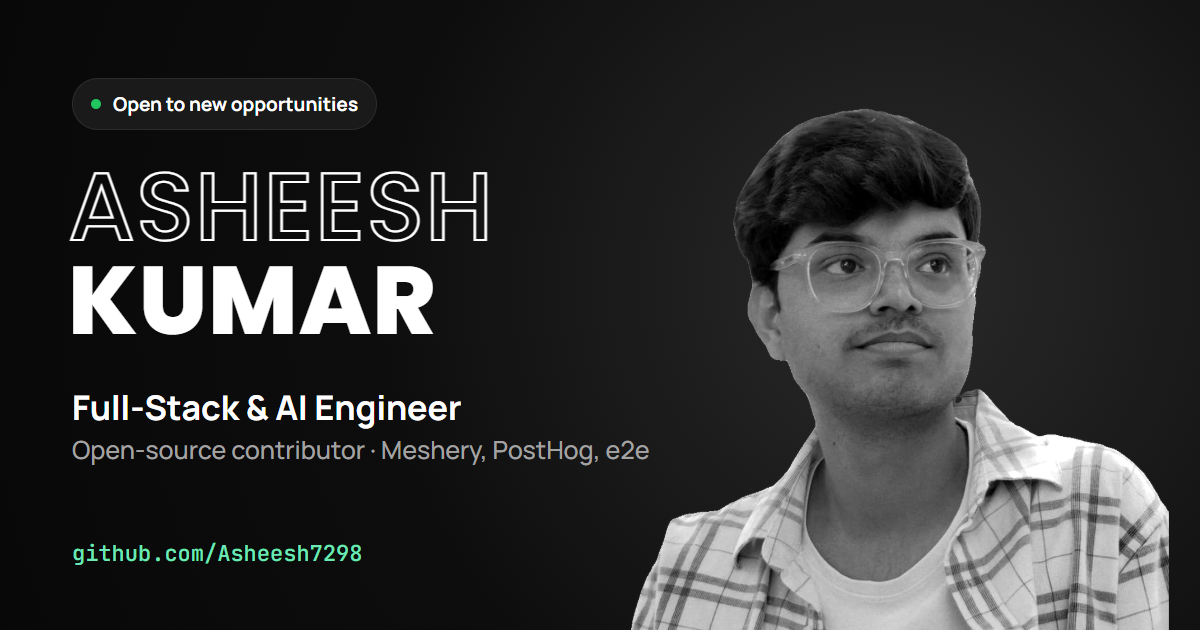 Open to new opportunities
ASHEESH
KUMAR
Full-Stack & AI Engineer
Open-source contributor · Meshery, PostHog, e2e
github.com/Asheesh7298